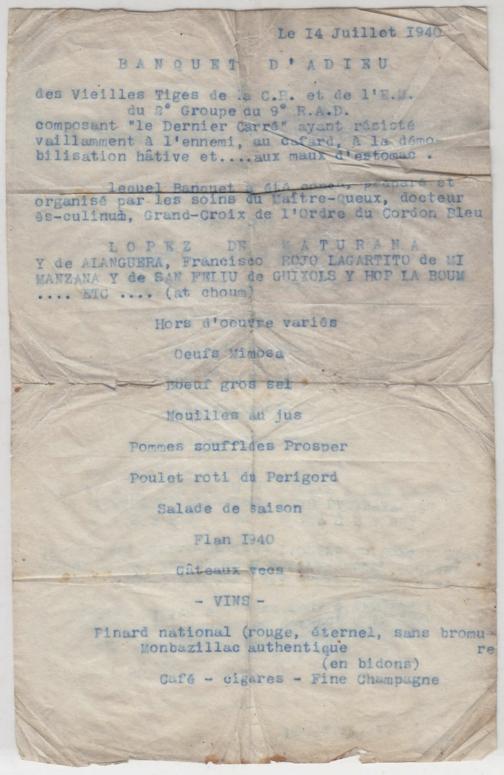 Le 14 Juillet 1940
BANQUET D'ADIEU
des Vieilles Tiges de la C.R. et de l'E.M.
du 2° Groupe du 9° R.A.D.
composant "le Dernier Carré" ayant résisté
vaillamment à l'ennemi, au cafard, à la démo-
bilisation hâtive et....aux maux d'estomac .
lequel Banquet a été conçu, préparé et
organisé par les soins du Maître-Queux, docteur
ès-culinum, Grand-Croix de l'Ordre du Cordon Bleu
LOPEZ DE MATURANA
Y de ALANGUERA, Francisco ROJO LAGARTITO de MI
MANZANA Y de SAN FELIU de GUIXOLS Y HOP LA BOUM
.... ETC .... (at choum)
Hors d'oeuvre variés
Oeufs Mimosa
Boeuf gros sel
Nouilles au jus
Pommes soufflées Prosper
Poulet roti du Perigord
Salade de saison
Flan 1940
Gâteaux vecs
- VINS -
Pinard national (rouge, éternel, sans bromu-
Monbazillac authentique re
(en bidons)
Café - cigares - Fine Champagne